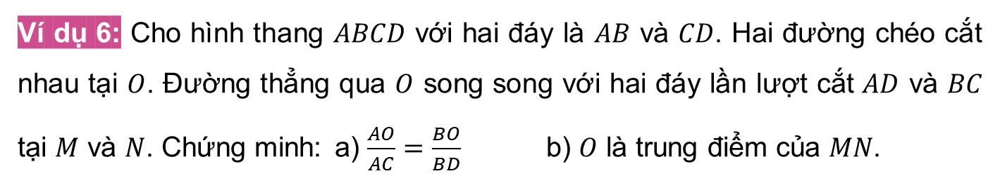 Ví dụ 6: Cho hình thang ABCD với hai đáy là AB và CD. Hai đường chéo cắt
nhau tại O. Đường thẳng qua O song song với hai đáy lần lượt cắt AD và BC
tại M và N. Chứng minh: a) AO/AC = BO/BD b) O là trung điểm của MN.